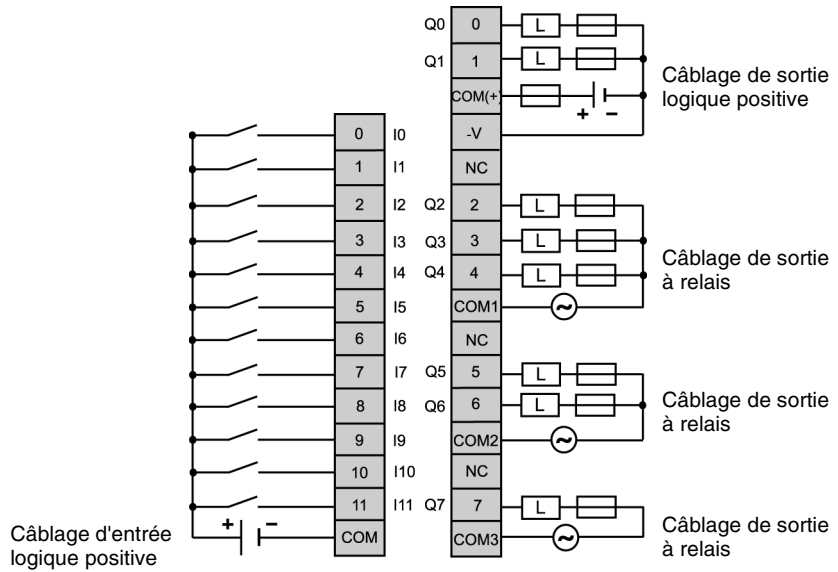 Q0 0 L
Q1 1 L
COM(+) + −
-V
NC
Câblage de sortie
logique positive
0 I0
1 I1
2 I2
3 I3
4 I4
5 I5
6 I6
7 I7
8 I8
9 I9
10 I10
11 I11
COM
+ −
Câblage d'entrée
logique positive
Q2 2 L
Q3 3 L
Q4 4 L
COM1 ~
NC
Câblage de sortie
à relais
Q5 5 L
Q6 6 L
COM2 ~
NC
Câblage de sortie
à relais
Q7 7 L
COM3 ~
Câblage de sortie
à relais